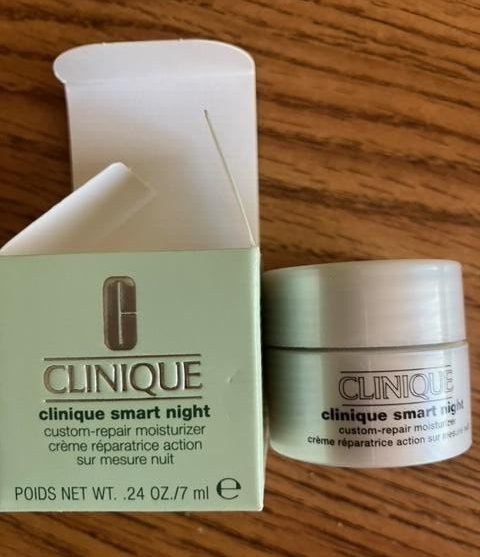 CLINIQUE
clinique smart night
custom-repair moisturizer
crème réparatrice action
sur mesure nuit
POIDS NET WT. .24 OZ./7 ml e
CLINIQUE
clinique smart night
custom-repair moisturizer
crème réparatrice action sur mesure nuit